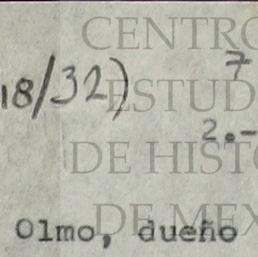 CENTRO
7
18/32)
ESTUD
2.-
DE HIST
Olmo, dueño
DE MEX